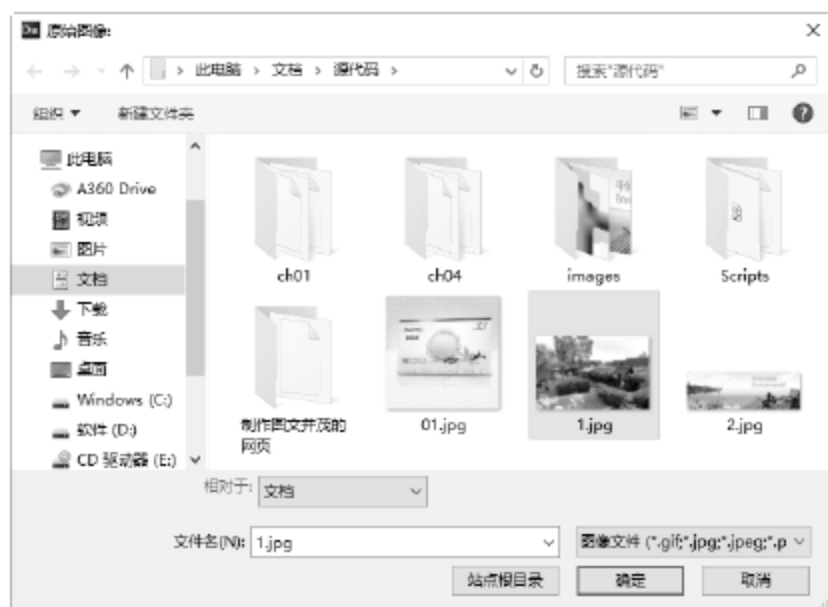 Dw 原始图像:
此电脑 > 文档 > 源代码 >
搜索"源代码"
组织 新建文件夹
此电脑
A360 Drive
视频
图片
文档
下载
音乐
桌面
Windows (C:)
软件 (D:)
CD 驱动器 (E:)
ch01
ch04
images
Scripts
制作图文并茂的
网页
01.jpg
1.jpg
2.jpg
相对于: 文档
文件名(N): 1.jpg
图像文件 (*.gif;*.jpg;*.jpeg;*.p
站点根目录 确定 取消